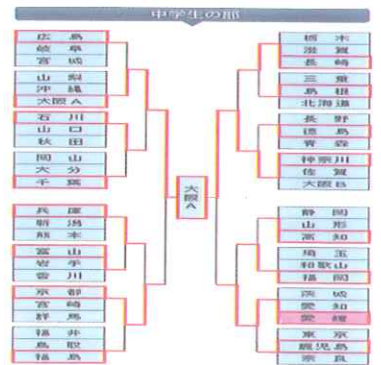 中学生の部
広島
岐阜
宮城
山梨
沖縄
大阪A
石川
山口
秋田
岡山
大分
千葉
兵庫
新潟
熊本
富山
岩手
香川
京都
宮崎
群馬
福井
鳥取
福島
大阪A
栃木
滋賀
長崎
三重
島根
北海道
長野
徳島
青森
神奈川
佐賀
大阪B
静岡
山形
高知
埼玉
和歌山
福岡
茨城
愛知
愛媛
東京
鹿児島
奈良